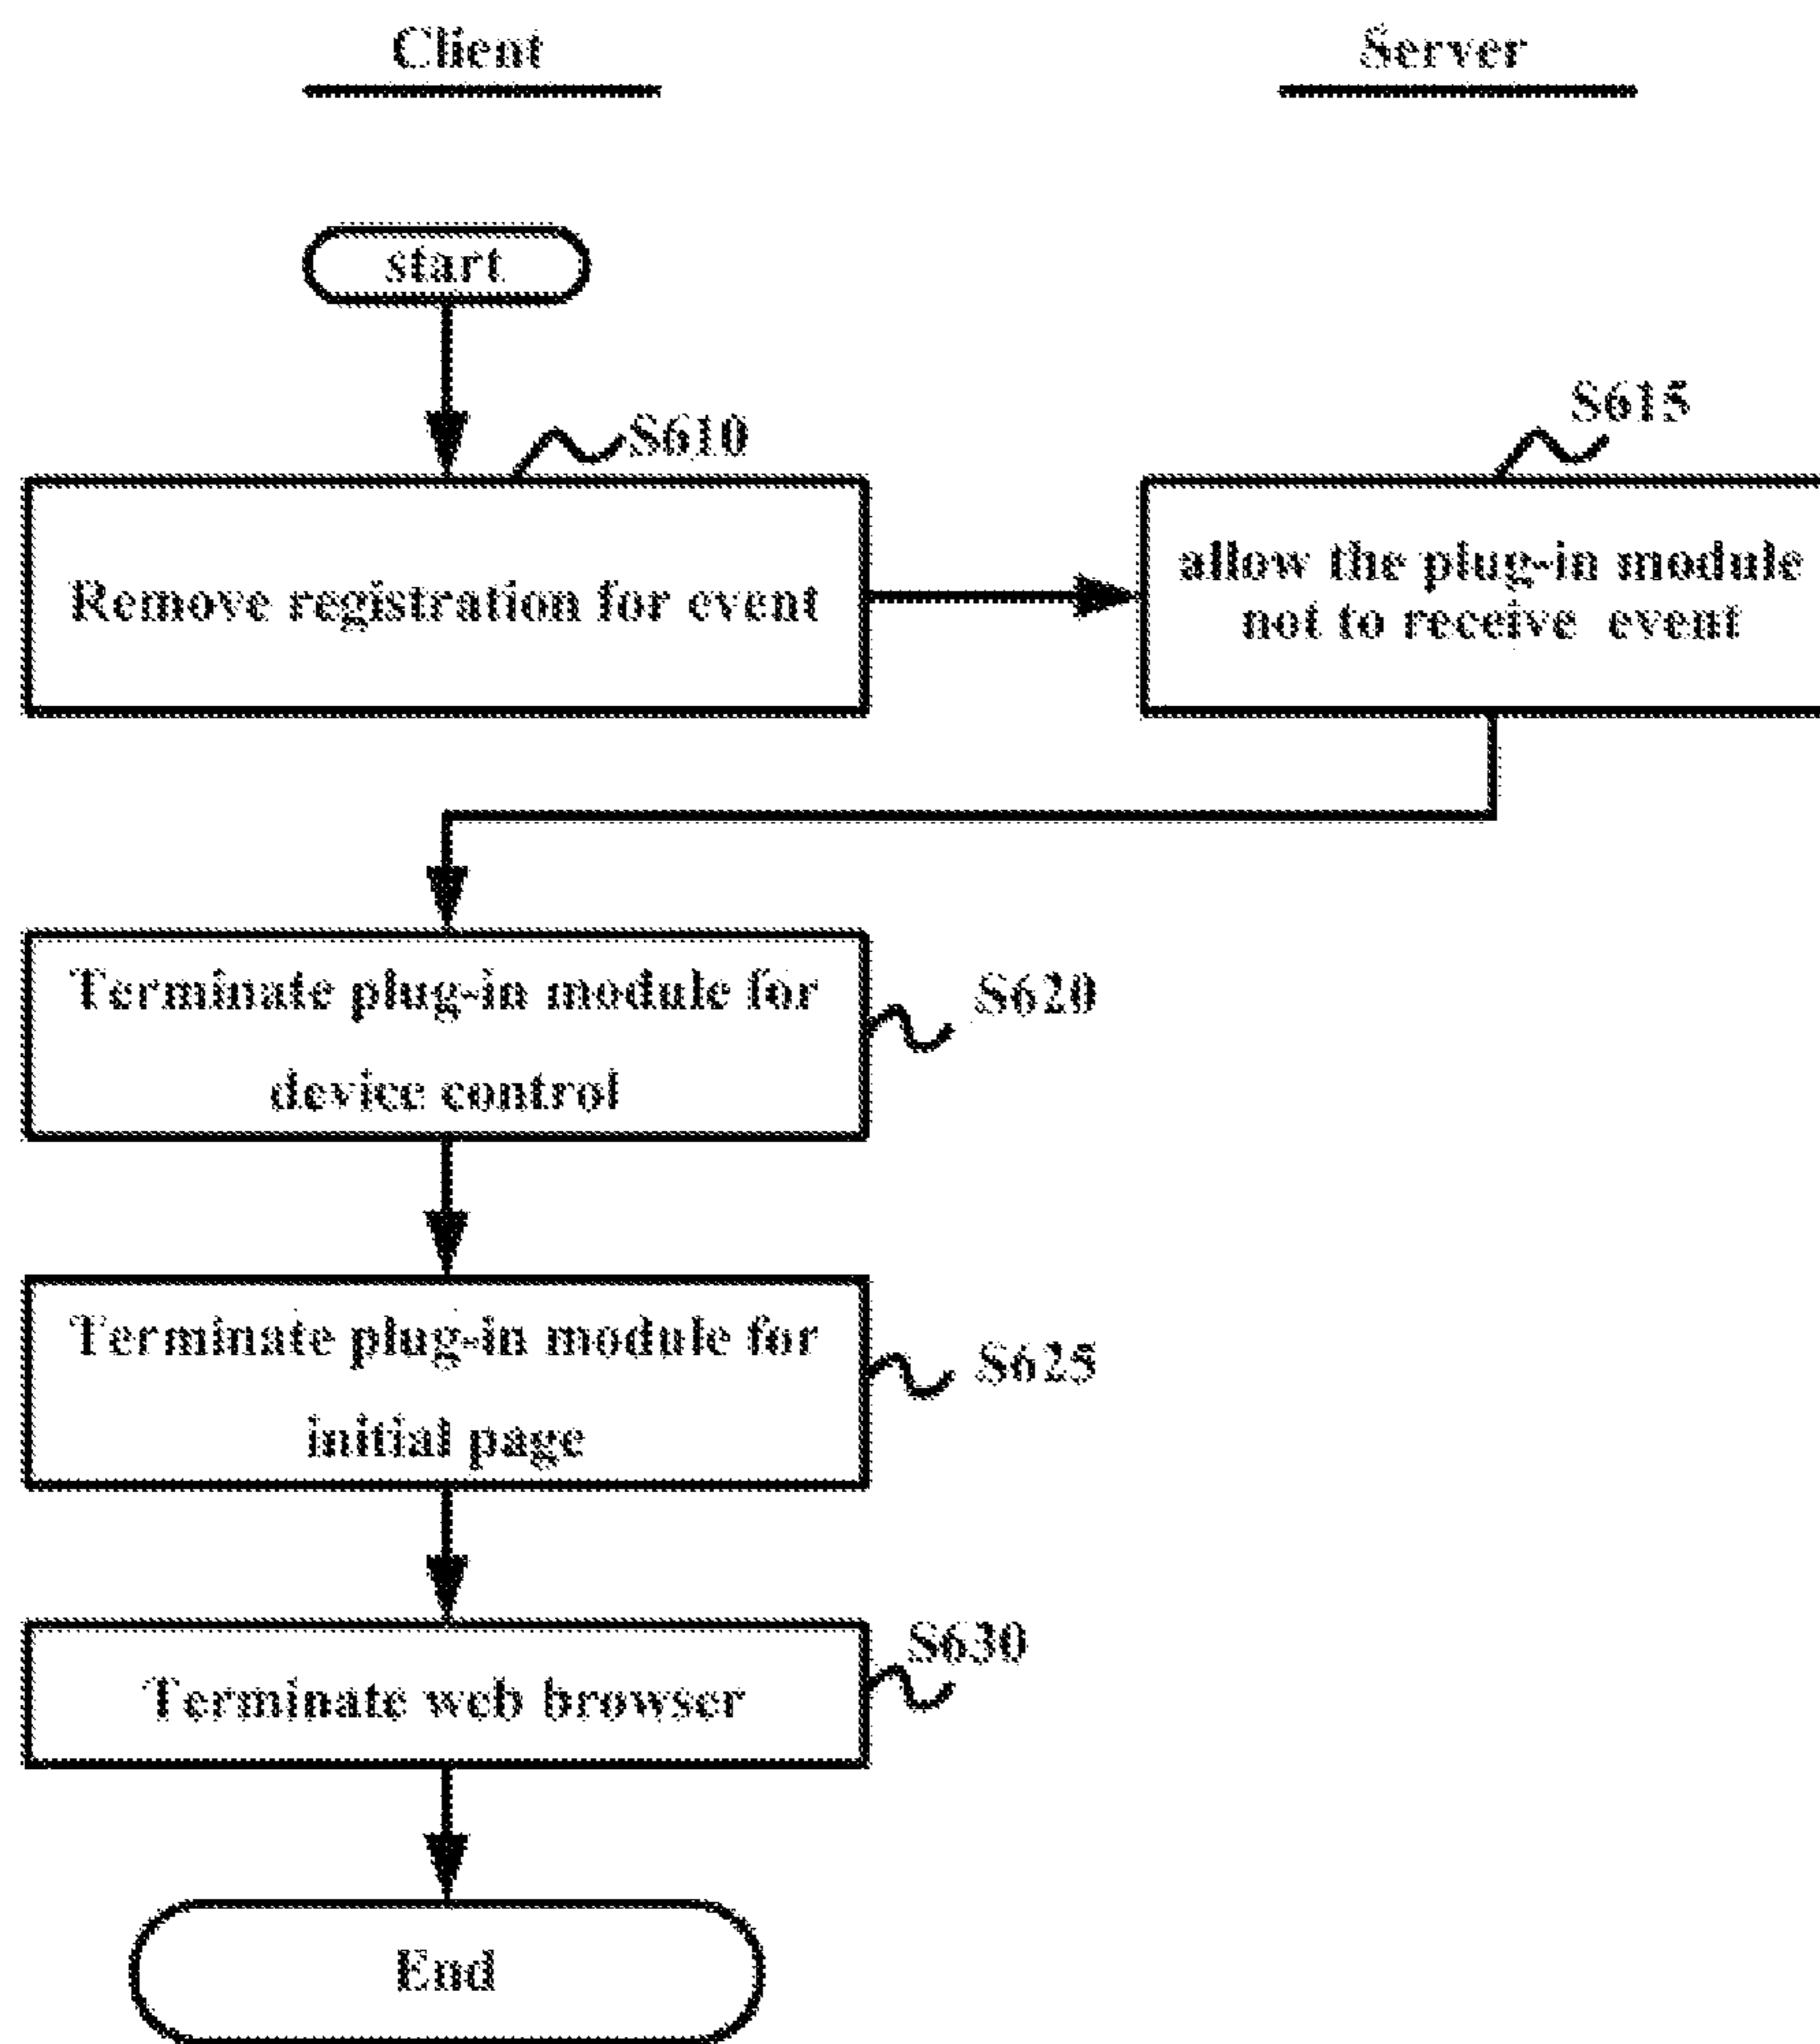 Client
Server
start
S610
S615
Remove registration for event
allow the plug-in module
not to receive event
Terminate plug-in module for
device control
S620
Terminate plug-in module for
initial page
S625
S630
Terminate web browser
End